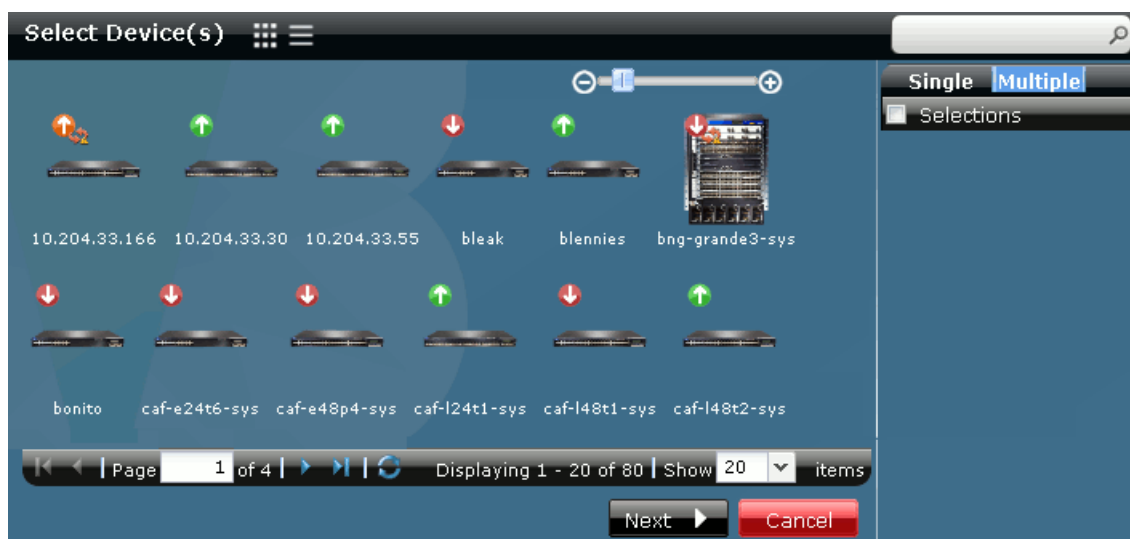 Select Device(s)
Single Multiple
Selections
10.204.33.166 10.204.33.30 10.204.33.55 bleak blennies bng-grande3-sys
bonito caf-e24t6-sys caf-e48p4-sys caf-l24t1-sys caf-l48t1-sys caf-l48t2-sys
Page 1 of 4 Displaying 1 - 20 of 80 Show 20 items
Next Cancel